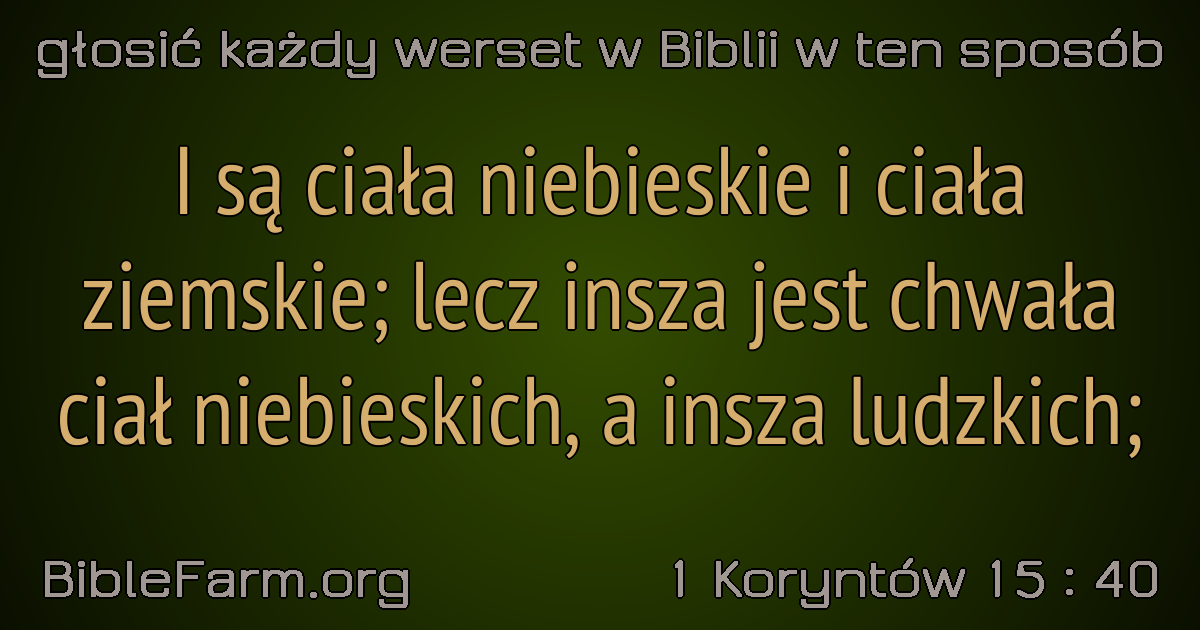 głosić każdy werset w Biblii w ten sposób
I są ciała niebieskie i ciała
ziemskie; lecz insza jest chwała
ciał niebieskich, a insza ludzkich;
BibleFarm.org
1 Koryntów 15 : 40